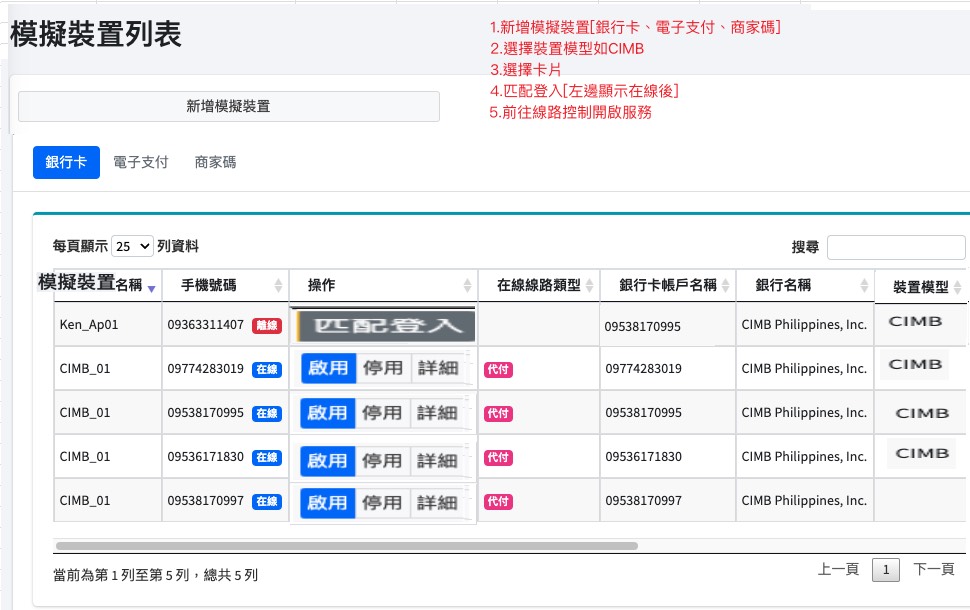 模擬裝置列表
1.新增模擬裝置[銀行卡、電子支付、商家碼]
2.選擇裝置模型如CIMB
3.選擇卡片
4.匹配登入[左邊顯示在線後]
5.前往線路控制開啟服務
新增模擬裝置
銀行卡 電子支付 商家碼
每頁顯示 25 列資料 搜尋
模擬裝置名稱 手機號碼 操作 在線線路類型 銀行卡帳戶名稱 銀行名稱 裝置模型
Ken_Ap01 09363311407 離線 匹配登入 09538170995 CIMB Philippines, Inc. CIMB
CIMB_01 09774283019 在線 啟用 停用 詳細 代付 09774283019 CIMB Philippines, Inc. CIMB
CIMB_01 09538170995 在線 啟用 停用 詳細 代付 09538170995 CIMB Philippines, Inc. CIMB
CIMB_01 09536171830 在線 啟用 停用 詳細 代付 09536171830 CIMB Philippines, Inc. CIMB
CIMB_01 09538170997 在線 啟用 停用 詳細 代付 09538170997 CIMB Philippines, Inc.
當前為第 1 列至第 5 列，總共 5 列 上一頁 1 下一頁